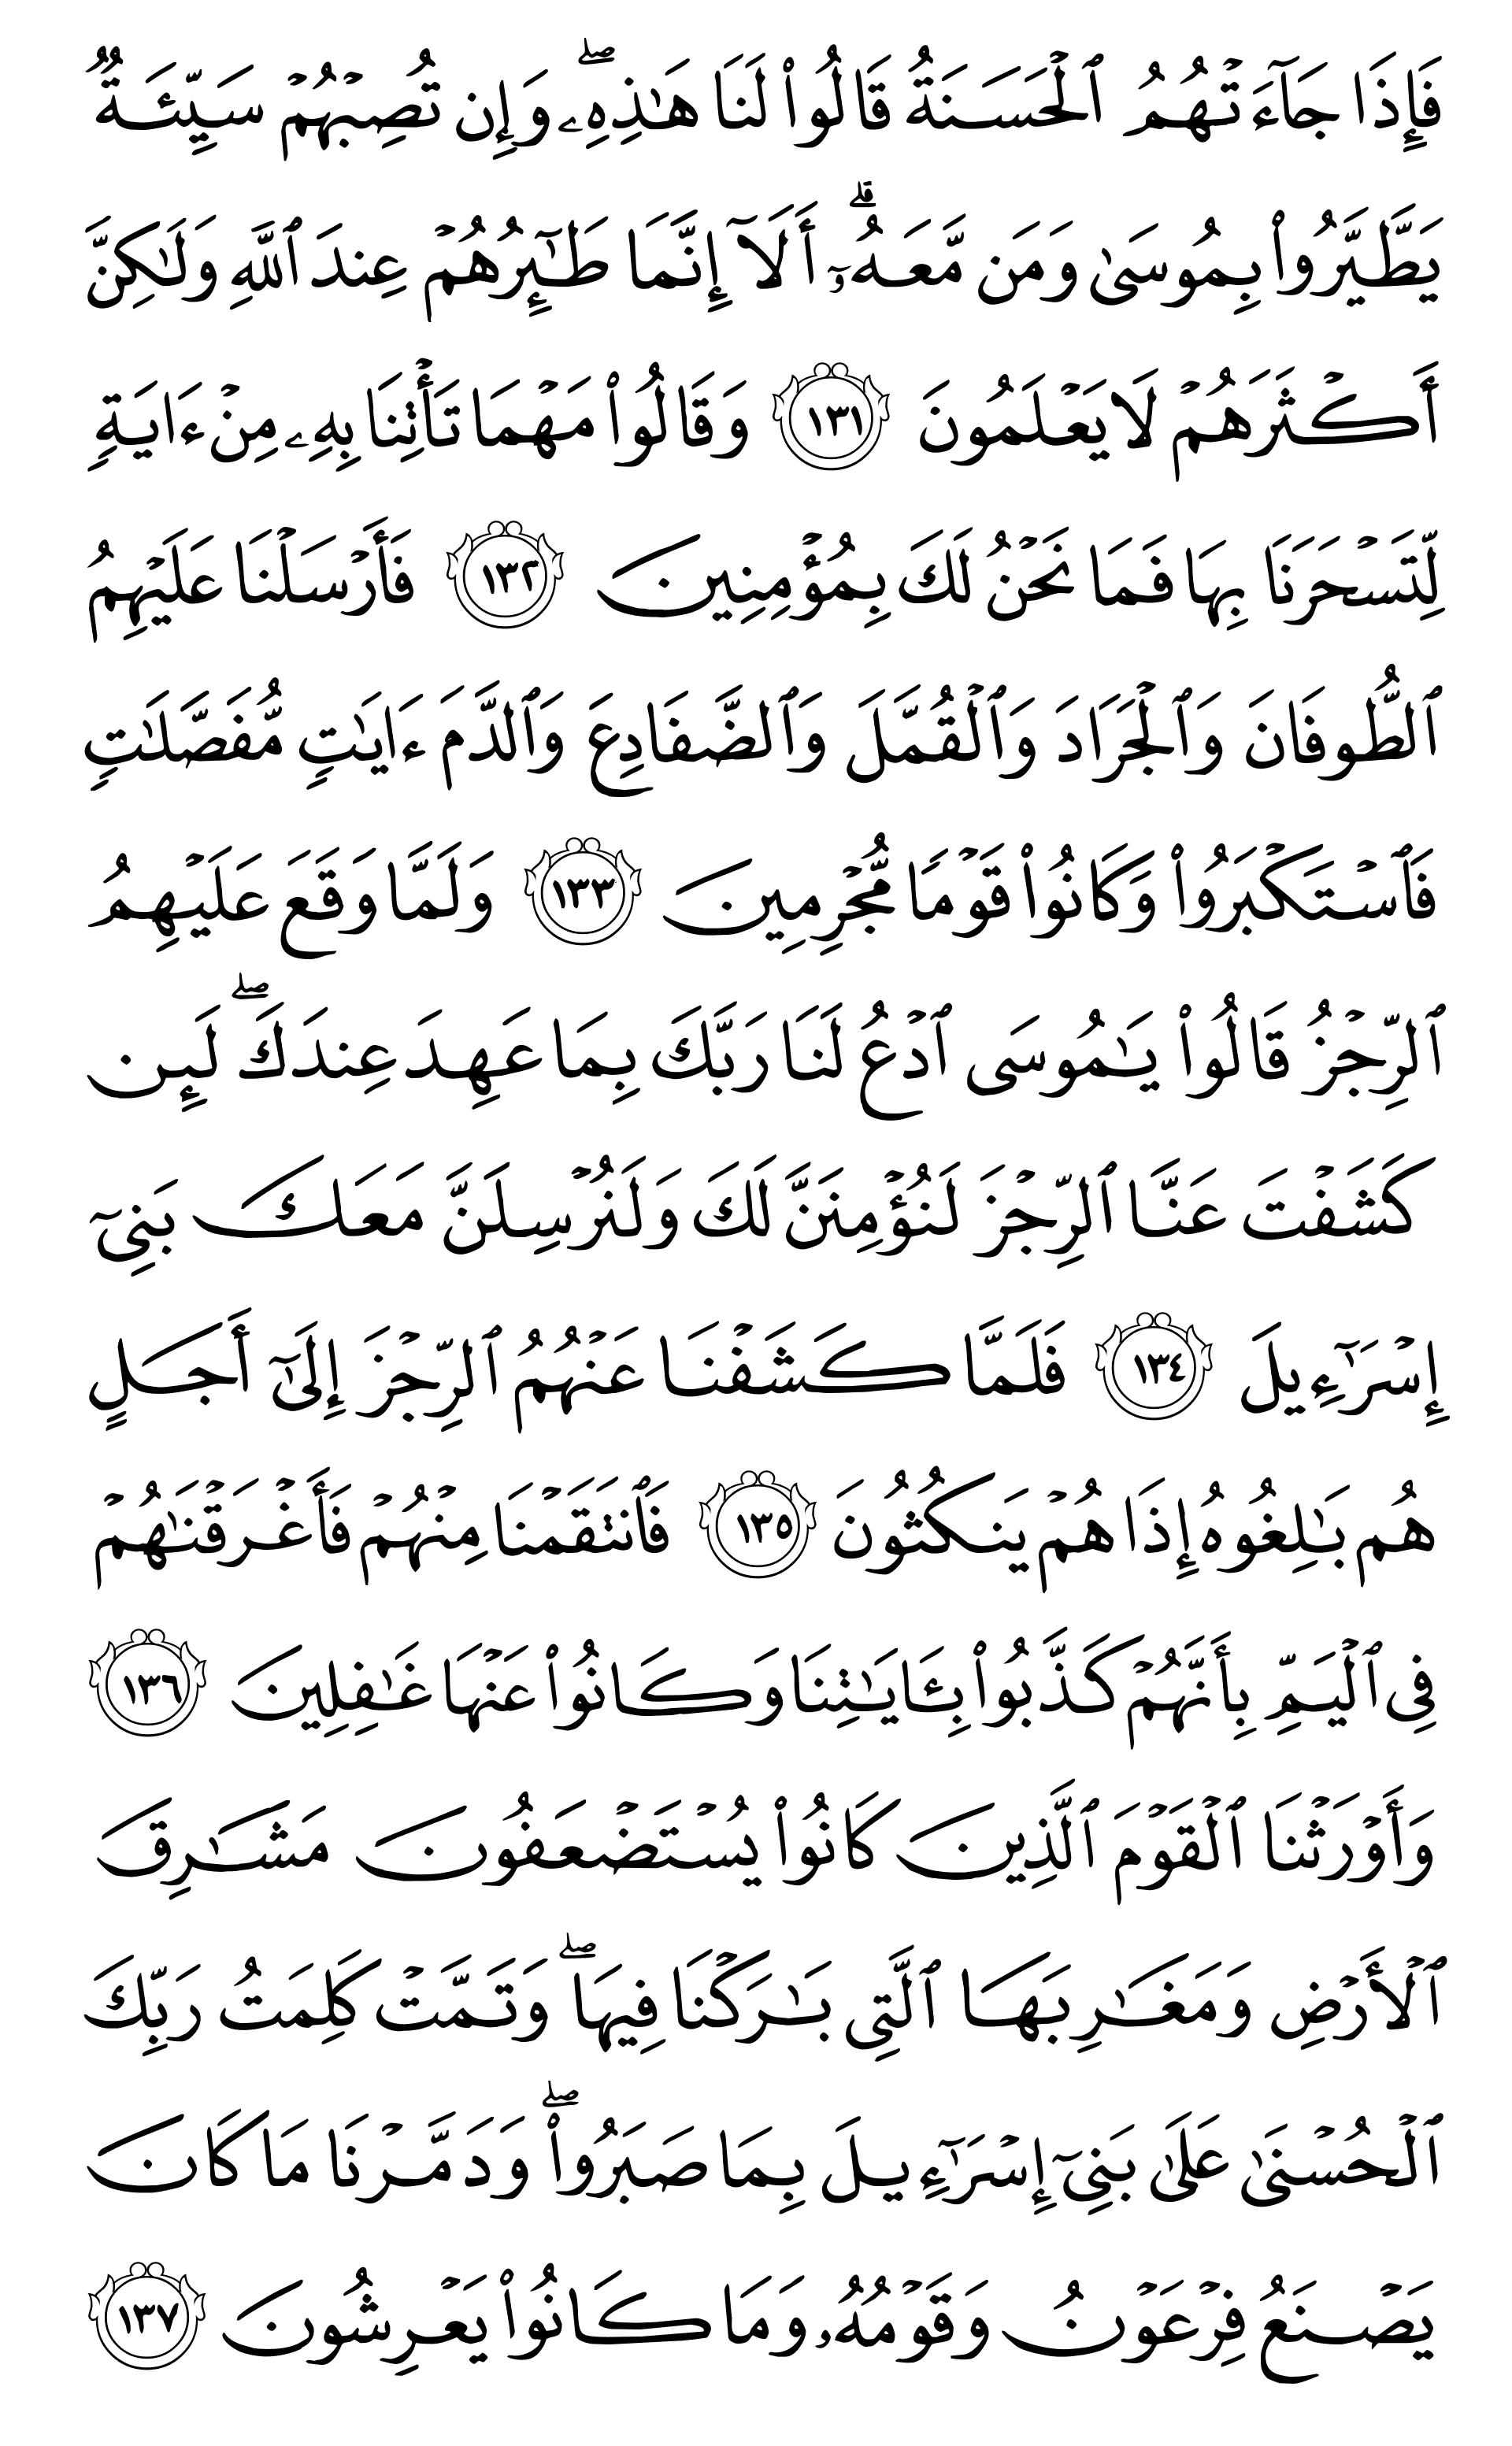 فَإِذَا جَآءَتۡهُمُ ٱلۡحَسَنَةُ قَالُواْ لَنَا هَٰذِهِۦۖ وَإِن تُصِبۡهُمۡ سَيِّئَةٞ
يَطَّيَّرُواْ بِمُوسَىٰ وَمَن مَّعَهُۥٓۗ أَلَآ إِنَّمَا طَٰٓئِرُهُمۡ عِندَ ٱللَّهِ وَلَٰكِنَّ
أَكۡثَرَهُمۡ لَا يَعۡلَمُونَ ١٣١ وَقَالُواْ مَهۡمَا تَأۡتِنَا بِهِۦ مِنۡ ءَايَةٖ
لِّتَسۡحَرَنَا بِهَا فَمَا نَحۡنُ لَكَ بِمُؤۡمِنِينَ ١٣٢ فَأَرۡسَلۡنَا عَلَيۡهِمُ
ٱلطُّوفَانَ وَٱلۡجَرَادَ وَٱلۡقُمَّلَ وَٱلضَّفَادِعَ وَٱلدَّمَ ءَايَٰتٖ مُّفَصَّلَٰتٖ
فَٱسۡتَكۡبَرُواْ وَكَانُواْ قَوۡمٗا مُّجۡرِمِينَ ١٣٣ وَلَمَّا وَقَعَ عَلَيۡهِمُ
ٱلرِّجۡزُ قَالُواْ يَٰمُوسَى ٱدۡعُ لَنَا رَبَّكَ بِمَا عَهِدَ عِندَكَۖ لَئِن
كَشَفۡتَ عَنَّا ٱلرِّجۡزَ لَنُؤۡمِنَنَّ لَكَ وَلَنُرۡسِلَنَّ مَعَكَ بَنِيٓ
إِسۡرَٰٓءِيلَ ١٣٤ فَلَمَّا كَشَفۡنَا عَنۡهُمُ ٱلرِّجۡزَ إِلَىٰٓ أَجَلٍ
هُم بَٰلِغُوهُ إِذَا هُمۡ يَنكُثُونَ ١٣٥ فَٱنتَقَمۡنَا مِنۡهُمۡ فَأَغۡرَقۡنَٰهُمۡ
فِي ٱلۡيَمِّ بِأَنَّهُمۡ كَذَّبُواْ بِـَٔايَٰتِنَا وَكَانُواْ عَنۡهَا غَٰفِلِينَ ١٣٦
وَأَوۡرَثۡنَا ٱلۡقَوۡمَ ٱلَّذِينَ كَانُواْ يُسۡتَضۡعَفُونَ مَشَٰرِقَ
ٱلۡأَرۡضِ وَمَغَٰرِبَهَا ٱلَّتِي بَٰرَكۡنَا فِيهَاۖ وَتَمَّتۡ كَلِمَتُ رَبِّكَ
ٱلۡحُسۡنَىٰ عَلَىٰ بَنِيٓ إِسۡرَٰٓءِيلَ بِمَا صَبَرُواْۖ وَدَمَّرۡنَا مَا كَانَ
يَصۡنَعُ فِرۡعَوۡنُ وَقَوۡمُهُۥ وَمَا كَانُواْ يَعۡرِشُونَ ١٣٧